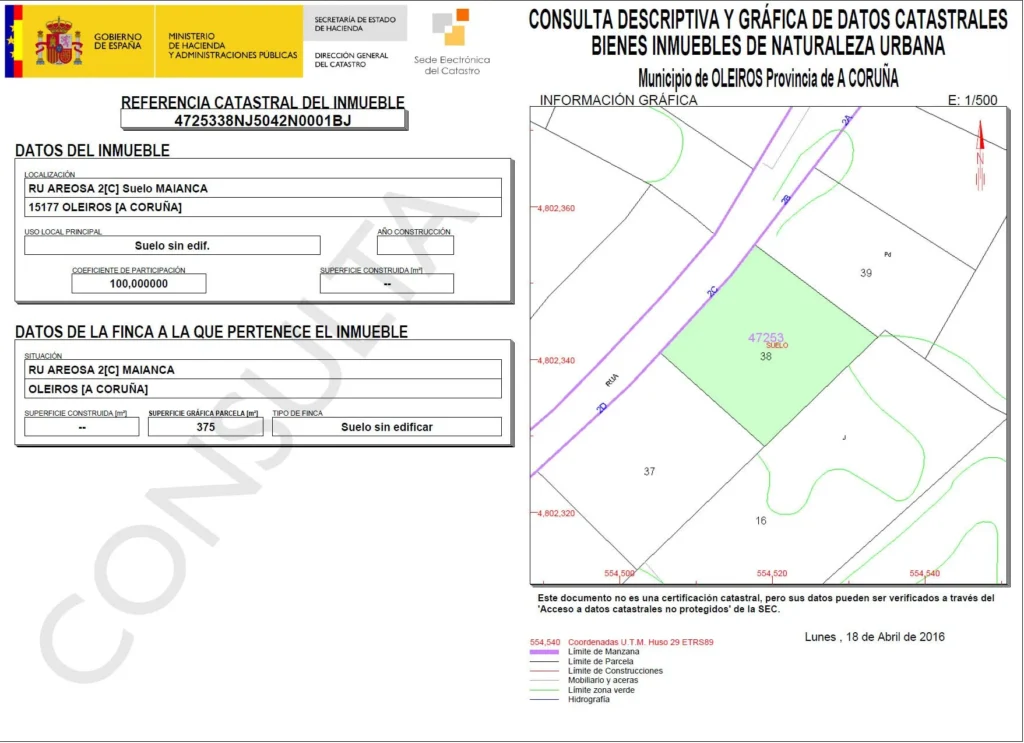 GOBIERNO
DE ESPAÑA
MINISTERIO
DE HACIENDA
Y ADMINISTRACIONES PÚBLICAS
SECRETARÍA DE ESTADO
DE HACIENDA
DIRECCIÓN GENERAL
DEL CATASTRO
Sede Electrónica
del Catastro
REFERENCIA CATASTRAL DEL INMUEBLE
4725338NJ5042N0001BJ
DATOS DEL INMUEBLE
LOCALIZACIÓN
RU AREOSA 2[C] Suelo MAIANCA
15177 OLEIROS [A CORUÑA]
USO LOCAL PRINCIPAL
Suelo sin edif.
AÑO CONSTRUCCIÓN
COEFICIENTE DE PARTICIPACIÓN
100,000000
SUPERFICIE CONSTRUIDA [m²]
--
DATOS DE LA FINCA A LA QUE PERTENECE EL INMUEBLE
SITUACIÓN
RU AREOSA 2[C] MAIANCA
OLEIROS [A CORUÑA]
SUPERFICIE CONSTRUIDA [m²]
--
SUPERFICIE GRÁFICA PARCELA [m²]
375
TIPO DE FINCA
Suelo sin edificar
CONSULTA
CONSULTA DESCRIPTIVA Y GRÁFICA DE DATOS CATASTRALES
BIENES INMUEBLES DE NATURALEZA URBANA
Municipio de OLEIROS Provincia de A CORUÑA
INFORMACIÓN GRÁFICA
E: 1/500
2A
N
2B
4,802,360
Pd
39
2C
47253
SUELO
38
4,802,340
RUA
2D
J
37
4,802,320
16
554,500
554,520
554,540
Este documento no es una certificación catastral, pero sus datos pueden ser verificados a través del
'Acceso a datos catastrales no protegidos' de la SEC.
Lunes , 18 de Abril de 2016
554,540 Coordenadas U.T.M. Huso 29 ETRS89
Límite de Manzana
Límite de Parcela
Límite de Construcciones
Mobiliario y aceras
Límite zona verde
Hidrografía